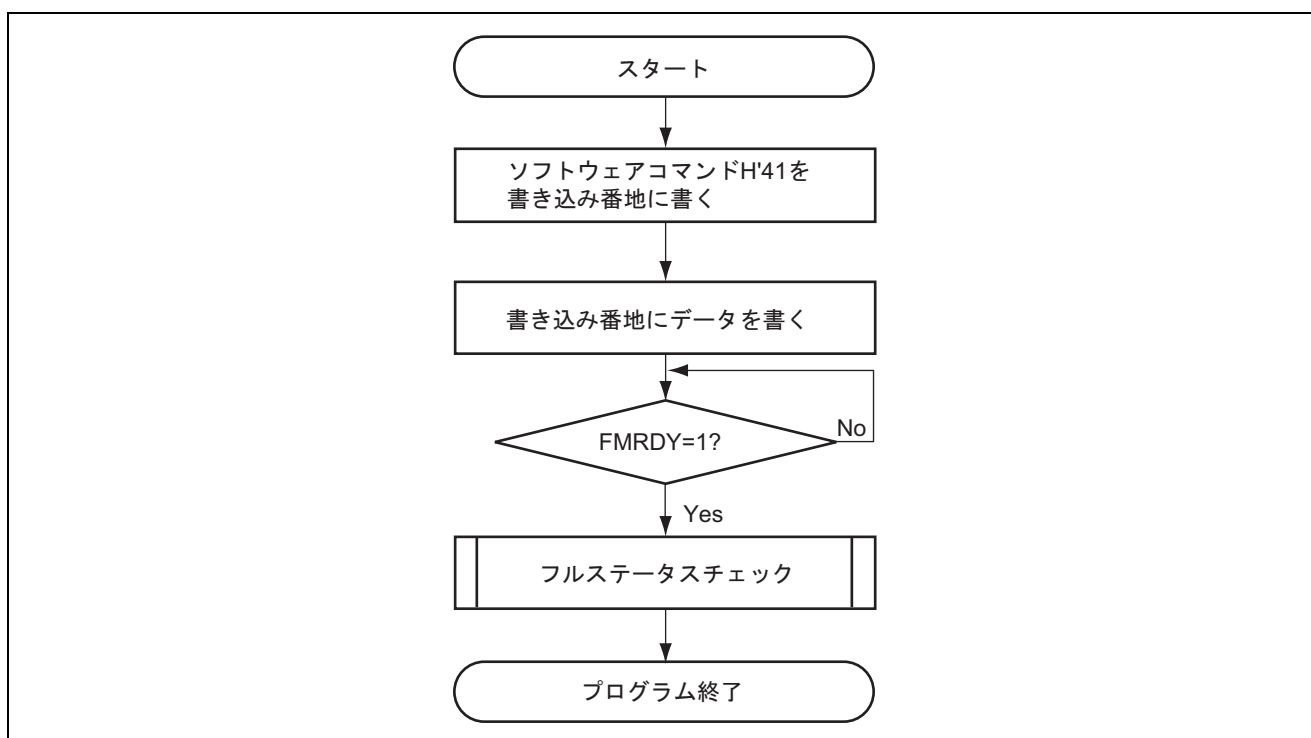 スタート
ソフトウェアコマンドH'41を
書き込み番地に書く
書き込み番地にデータを書く
FMRDY=1?
No
Yes
フルステータスチェック
プログラム終了